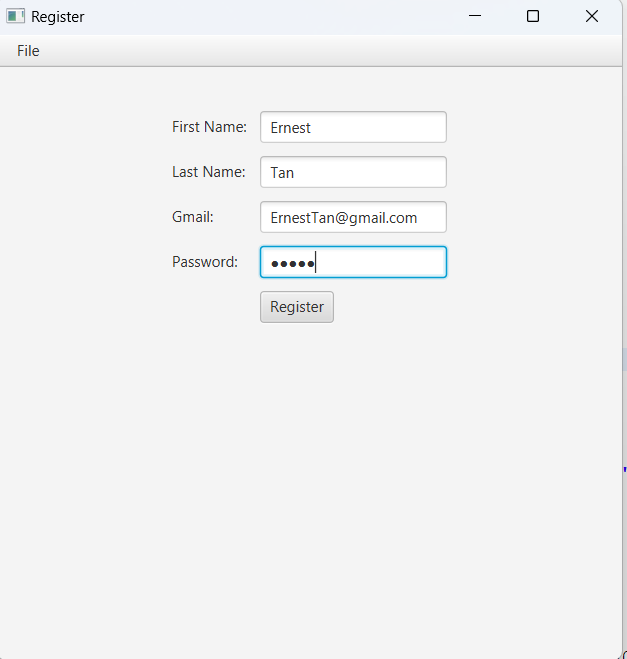 Register
File
First Name: Ernest
Last Name: Tan
Gmail: ErnestTan@gmail.com
Password: •••••
Register